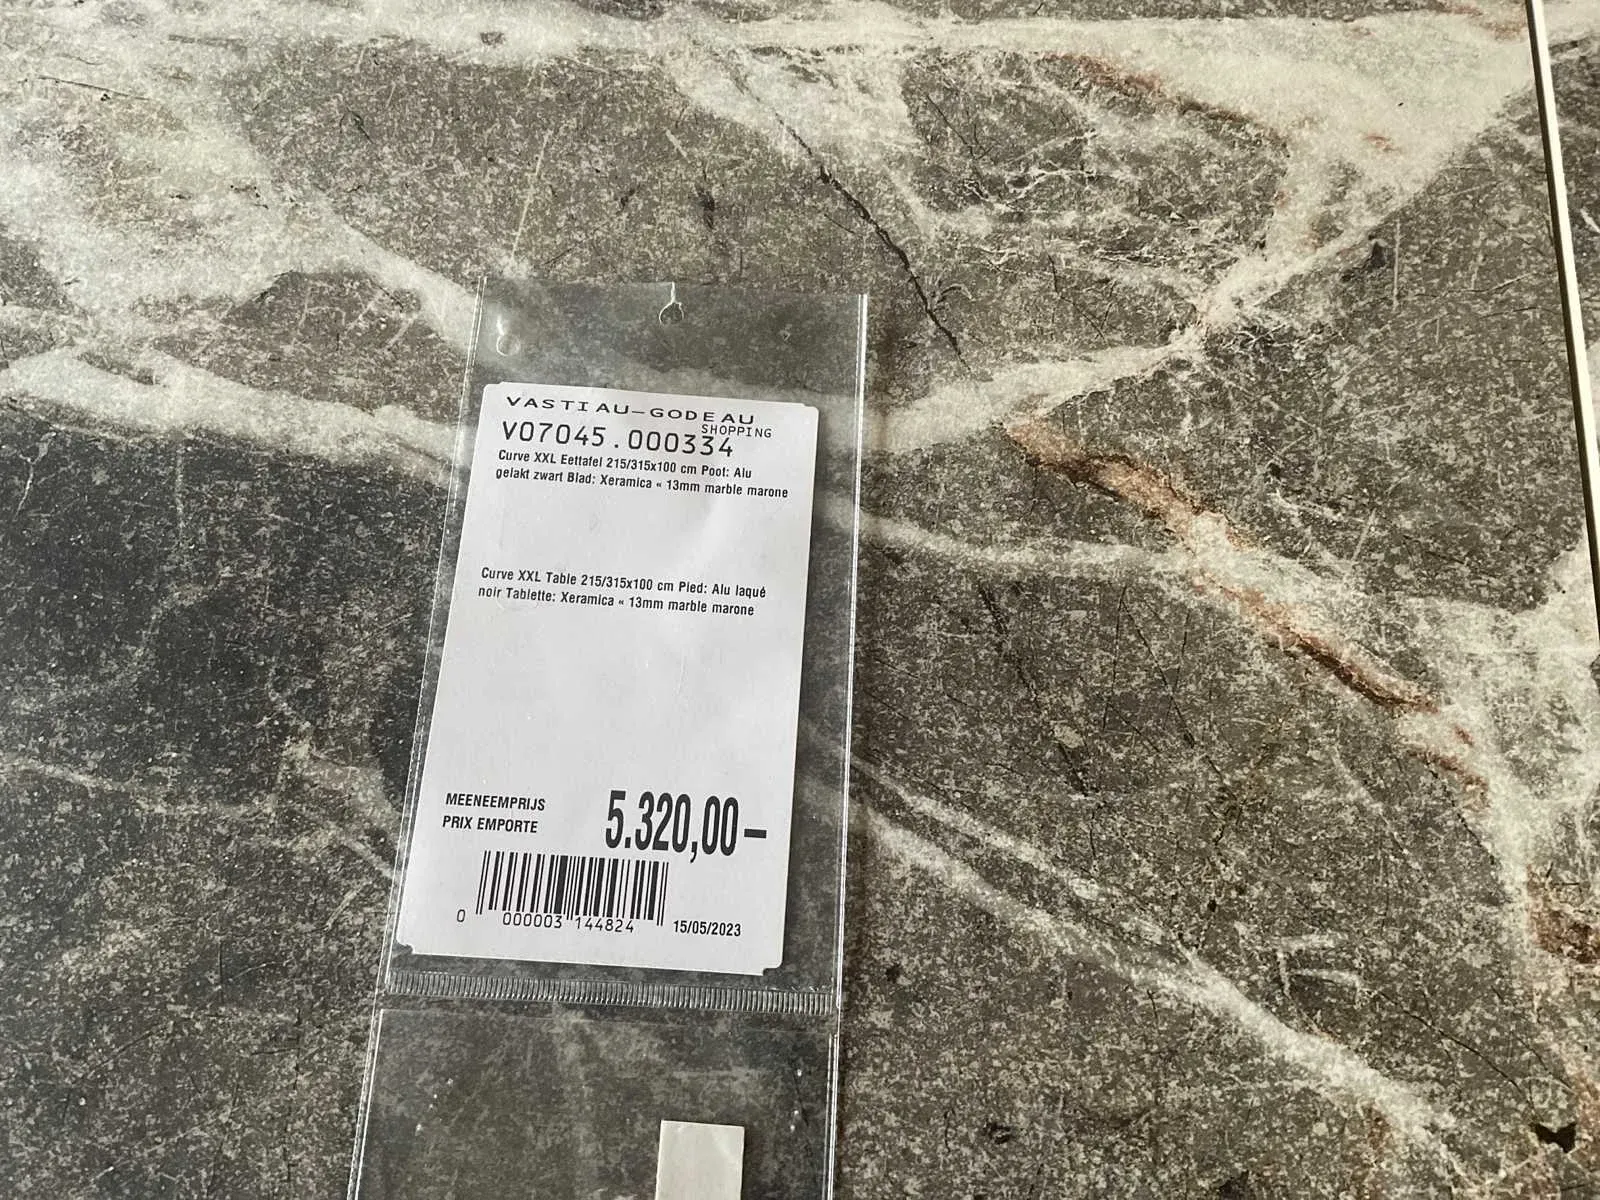 VASTIAU-GODEAU
SHOPPING
V07045.000334
Curve XXL Eettafel 215/315x100 cm Poot: Alu
gelakt zwart Blad: Xeramica « 13mm marble marone
Curve XXL Table 215/315x100 cm Pied: Alu laqué
noir Tablette: Xeramica « 13mm marble marone
MEENEEMPRIJS
PRIX EMPORTE
5.320,00–
0 000003 144824
15/05/2023